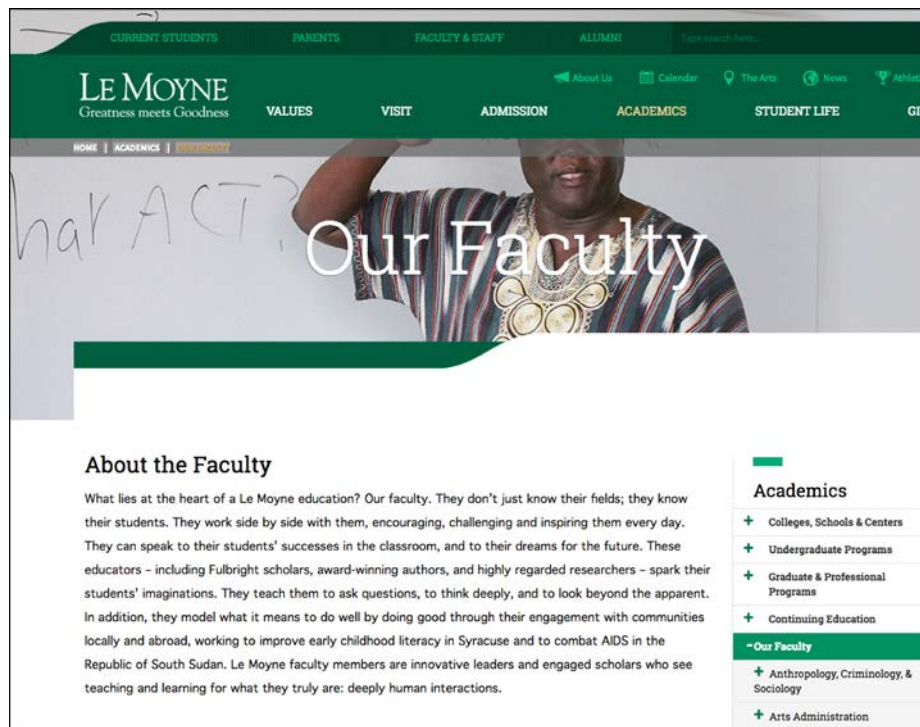 CURRENT STUDENTS PARENTS FACULTY & STAFF ALUMNI Type search here...
About Us Calendar The Arts News Athlet
LE MOYNE
Greatness meets Goodness
VALUES VISIT ADMISSION ACADEMICS STUDENT LIFE GI
HOME | ACADEMICS | OUR FACULTY
har ACT?
Our Faculty
About the Faculty
What lies at the heart of a Le Moyne education? Our faculty. They don't just know their fields; they know
their students. They work side by side with them, encouraging, challenging and inspiring them every day.
They can speak to their students' successes in the classroom, and to their dreams for the future. These
educators – including Fulbright scholars, award-winning authors, and highly regarded researchers – spark their
students' imaginations. They teach them to ask questions, to think deeply, and to look beyond the apparent.
In addition, they model what it means to do well by doing good through their engagement with communities
locally and abroad, working to improve early childhood literacy in Syracuse and to combat AIDS in the
Republic of South Sudan. Le Moyne faculty members are innovative leaders and engaged scholars who see
teaching and learning for what they truly are: deeply human interactions.
Academics
+ Colleges, Schools & Centers
+ Undergraduate Programs
+ Graduate & Professional
Programs
+ Continuing Education
-Our Faculty
+ Anthropology, Criminology, &
Sociology
+ Arts Administration